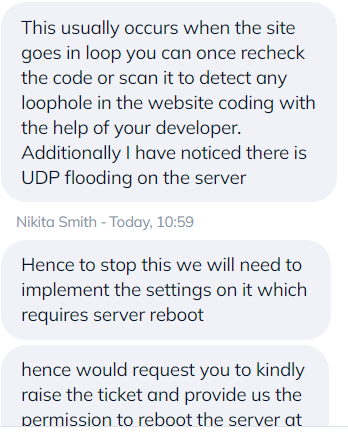 This usually occurs when the site
goes in loop you can once recheck
the code or scan it to detect any
loophole in the website coding with
the help of your developer.
Additionally I have noticed there is
UDP flooding on the server
Nikita Smith - Today, 10:59
Hence to stop this we will need to
implement the settings on it which
requires server reboot
hence would request you to kindly
raise the ticket and provide us the
permission to reboot the server at